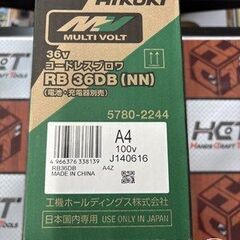 HiKOKI
MULTI VOLT
36v
コードレスブロワ
RB 36DB (NN)
(電池・充電器別売)
5780-2244
A4
100v
J140616
4 966376 338139
RB36DB A4Z
MADE IN CHINA
工機ホールディングス株式会社
日本国内専用 USE ONLY IN JAPAN
HCT
HAND CRAFT TOOLS